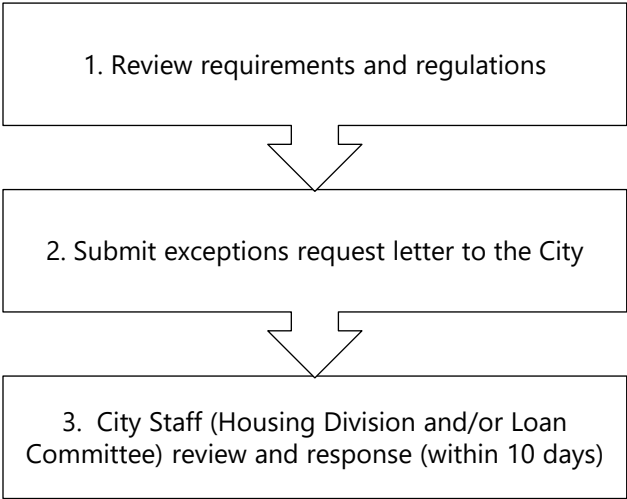 1. Review requirements and regulations
2. Submit exceptions request letter to the City
3.  City Staff (Housing Division and/or Loan
Committee) review and response (within 10 days)